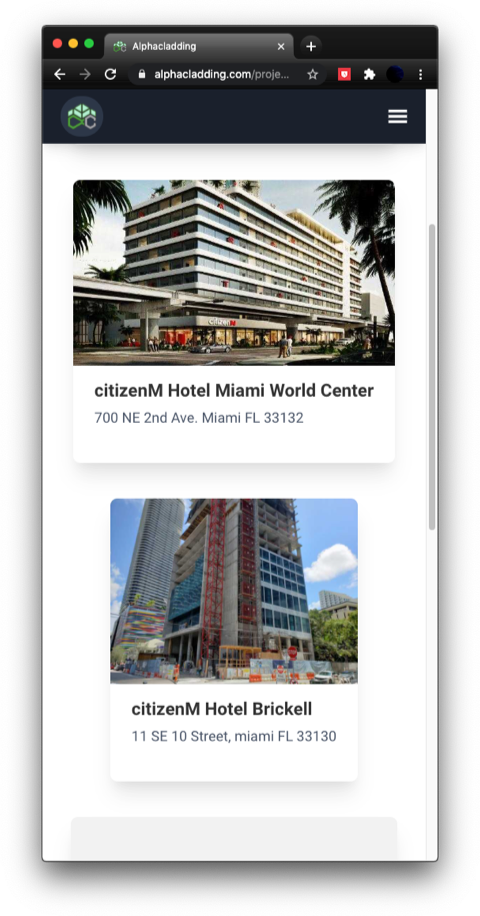 Alphacladding
alphacladding.com/proje...
citizenM
citizenM Hotel Miami World Center
700 NE 2nd Ave. Miami FL 33132
citizenM Hotel Brickell
11 SE 10 Street, miami FL 33130